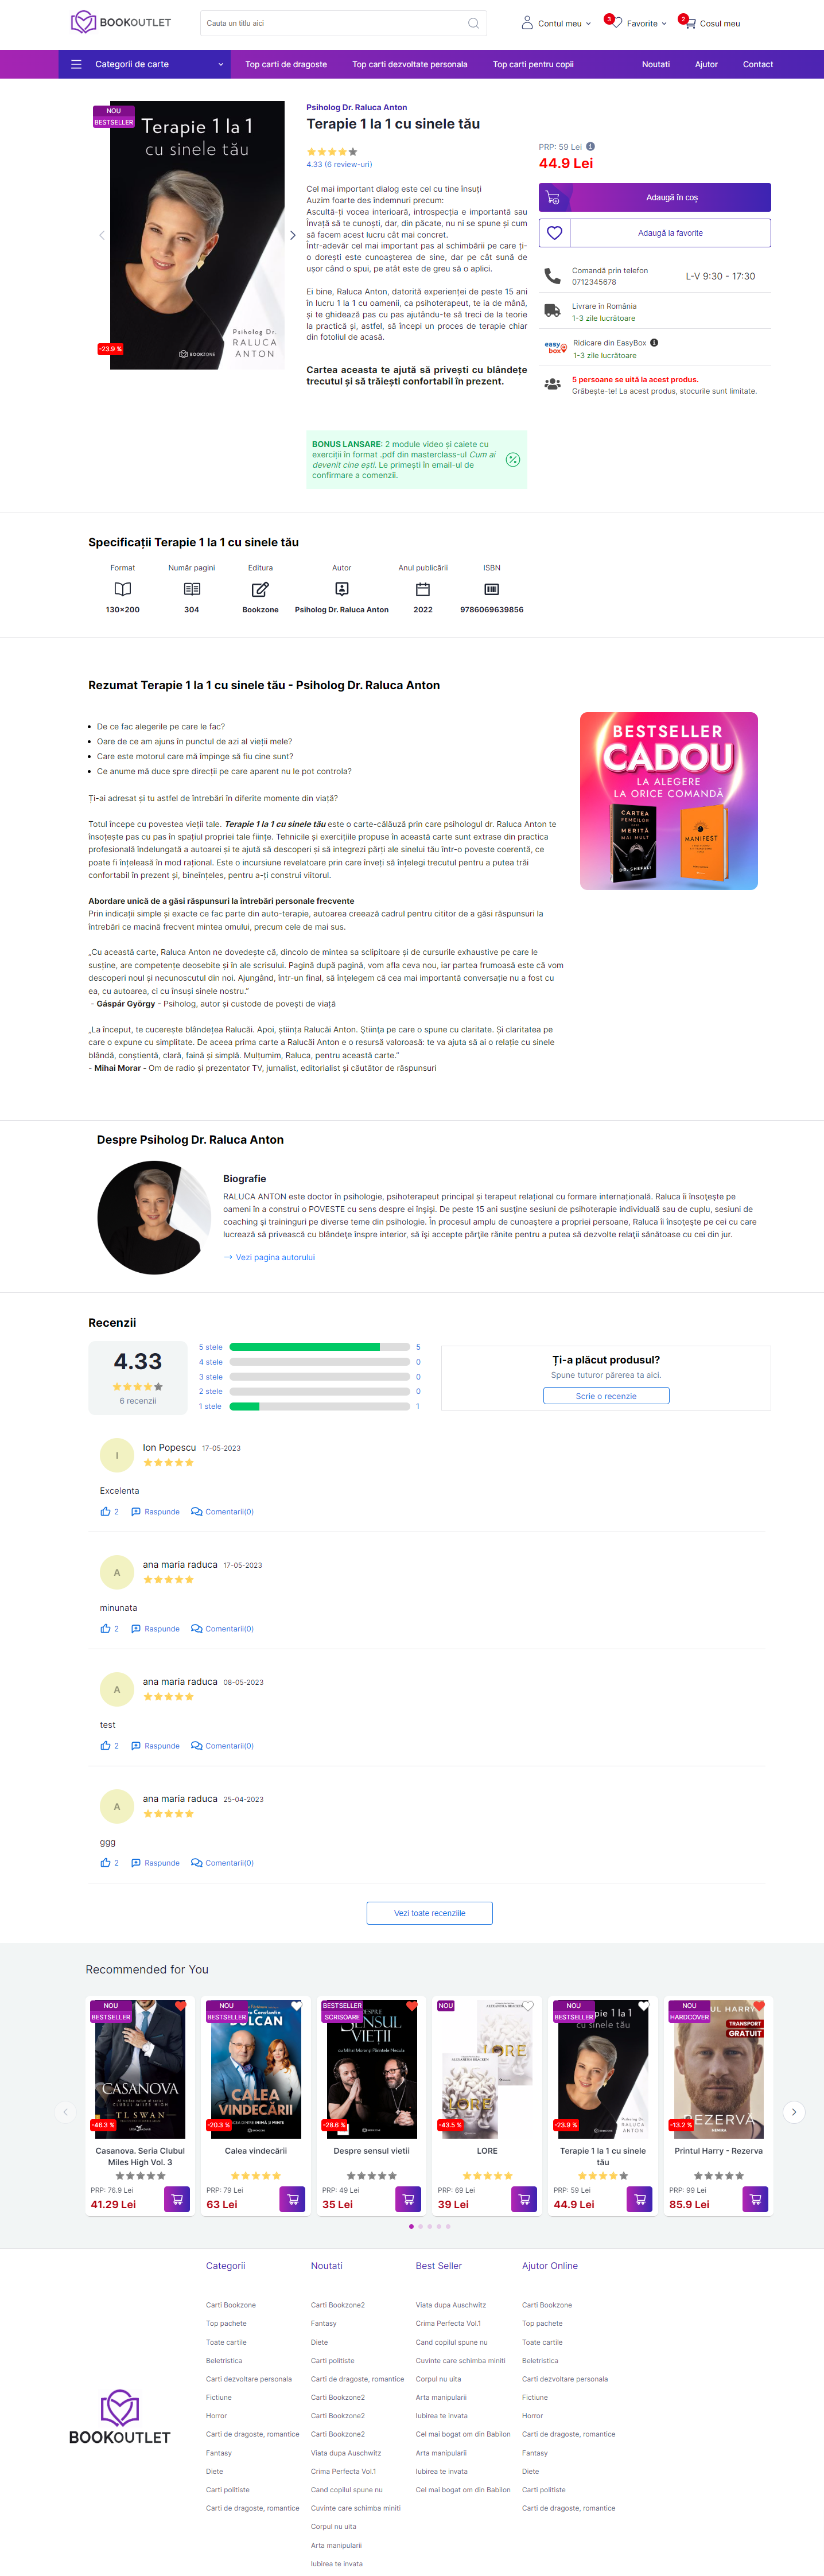 BOOKOUTLET
Cauta un titlu aici
Contul meu
3
Favorite
2
Cosul meu
Categorii de carte
Top carti de dragoste
Top carti dezvoltate personala
Top carti pentru copii
Noutati
Ajutor
Contact
NOU
BESTSELLER
Terapie 1 la 1
cu sinele tău
Psiholog Dr.
RALUCA
ANTON
BOOKZONE
-23.9 %
Psiholog Dr. Raluca Anton
Terapie 1 la 1 cu sinele tău
4.33 (6 review-uri)
Cel mai important dialog este cel cu tine însuți
Auzim foarte des îndemnuri precum:
Ascultă-ți vocea interioară, introspecția e importantă sau
Învață să te cunoști, dar, din păcate, nu ni se spune și cum
să facem acest lucru cât mai concret.
Într-adevăr cel mai important pas al schimbării pe care ți-
o dorești este cunoașterea de sine, dar pe cât sună de
ușor când o spui, pe atât este de greu să o aplici.
Ei bine, Raluca Anton, datorită experienței de peste 15 ani
în lucru 1 la 1 cu oamenii, ca psihoterapeut, te ia de mână,
și te ghidează pas cu pas ajutându-te să treci de la teorie
la practică și, astfel, să începi un proces de terapie chiar
din fotoliul de acasă.
Cartea aceasta te ajută să privești cu blândețe
trecutul și să trăiești confortabil în prezent.
BONUS LANSARE: 2 module video și caiete cu
exerciții în format .pdf din masterclass-ul Cum ai
devenit cine ești. Le primești în email-ul de
confirmare a comenzii.
PRP: 59 Lei
44.9 Lei
Adaugă în coș
Adaugă la favorite
Comandă prin telefon
0712345678
L-V 9:30 - 17:30
Livrare în România
1-3 zile lucrătoare
easy
box
Ridicare din EasyBox
1-3 zile lucrătoare
5 persoane se uită la acest produs.
Grăbește-te! La acest produs, stocurile sunt limitate.
Specificații Terapie 1 la 1 cu sinele tău
Format
Număr pagini
Editura
Autor
Anul publicării
ISBN
130x200
304
Bookzone
Psiholog Dr. Raluca Anton
2022
9786069639856
Rezumat Terapie 1 la 1 cu sinele tău - Psiholog Dr. Raluca Anton
De ce fac alegerile pe care le fac?
Oare de ce am ajuns în punctul de azi al vieții mele?
Care este motorul care mă împinge să fiu cine sunt?
Ce anume mă duce spre direcții pe care aparent nu le pot controla?
Ți-ai adresat și tu astfel de întrebări în diferite momente din viață?
Totul începe cu povestea vieții tale. Terapie 1 la 1 cu sinele tău este o carte-călăuză prin care psihologul dr. Raluca Anton te
însoțește pas cu pas în spațiul propriei tale ființe. Tehnicile și exercițiile propuse în această carte sunt extrase din practica
profesională îndelungată a autoarei și te ajută să descoperi și să integrezi părți ale sinelui tău într-o poveste coerentă, ce
poate fi înțeleasă în mod rațional. Este o incursiune revelatoare prin care înveți să înțelegi trecutul pentru a putea trăi
confortabil în prezent și, bineînțeles, pentru a-ți construi viitorul.
Abordare unică de a găsi răspunsuri la întrebări personale frecvente
Prin indicații simple și exacte ce fac parte din auto-terapie, autoarea creează cadrul pentru cititor de a găsi răspunsuri la
întrebări ce macină frecvent mintea omului, precum cele de mai sus.
„Cu această carte, Raluca Anton ne dovedește că, dincolo de mintea sa sclipitoare și de cursurile exhaustive pe care le
susține, are competențe deosebite și în ale scrisului. Pagină după pagină, vom afla ceva nou, iar partea frumoasă este că vom
descoperi noul și necunoscutul din noi. Ajungând, într-un final, să înțelegem că cea mai importantă conversație nu a fost cu
ea, cu autoarea, ci cu însuși sinele nostru.”
- Gáspár György - Psiholog, autor și custode de povești de viață
„La început, te cucerește blândețea Ralucăi. Apoi, știința Ralucăi Anton. Știința pe care o spune cu claritate. Și claritatea pe
care o expune cu simplitate. De aceea prima carte a Ralucăi Anton e o resursă valoroasă: te va ajuta să ai o relație cu sinele
blândă, conștientă, clară, faină și simplă. Mulțumim, Raluca, pentru această carte.”
- Mihai Morar - Om de radio și prezentator TV, jurnalist, editorialist și căutător de răspunsuri
BESTSELLER
CADOU
LA ALEGERE
LA ORICE COMANDĂ
CARTEA
FEMEILOR
MERITĂ
MAI MULT
DR. SHEFALI
MANIFEST
Despre Psiholog Dr. Raluca Anton
Biografie
RALUCA ANTON este doctor în psihologie, psihoterapeut principal și terapeut relațional cu formare internațională. Raluca îi însoțește pe
oameni în a construi o POVESTE cu sens despre ei înșiși. De peste 15 ani susține sesiuni de psihoterapie individuală sau de cuplu, sesiuni de
coaching și traininguri pe diverse teme din psihologie. În procesul amplu de cunoaștere a propriei persoane, Raluca îi însoțește pe cei cu care
lucrează să privească cu blândețe înspre interior, să își accepte părțile rănite pentru a putea să dezvolte relații sănătoase cu cei din jur.
Vezi pagina autorului
Recenzii
4.33
6 recenzii
5 stele
5
4 stele
0
3 stele
0
2 stele
0
1 stele
1
Ți-a plăcut produsul?
Spune tuturor părerea ta aici.
Scrie o recenzie
I
Ion Popescu 17-05-2023
Excelenta
2 Raspunde Comentarii(0)
A
ana maria raduca 17-05-2023
minunata
2 Raspunde Comentarii(0)
A
ana maria raduca 08-05-2023
test
2 Raspunde Comentarii(0)
A
ana maria raduca 25-04-2023
ggg
2 Raspunde Comentarii(0)
Vezi toate recenziile
Recommended for You
NOU
BESTSELLER
CASANOVA
TL SWAN
-46.3 %
Casanova. Seria Clubul
Miles High Vol. 3
PRP: 76.9 Lei
41.29 Lei
NOU
BESTSELLER
CALEA
VINDECĂRII
-20.3 %
Calea vindecării
PRP: 79 Lei
63 Lei
BESTSELLER
SCRISOARE
VIEȚII
-28.6 %
Despre sensul vietii
PRP: 49 Lei
35 Lei
NOU
LORE
LORE
-43.5 %
LORE
PRP: 69 Lei
39 Lei
NOU
BESTSELLER
cu sinele tău
RALUCA
ANTON
-23.9 %
Terapie 1 la 1 cu sinele
tău
PRP: 59 Lei
44.9 Lei
NOU
HARDCOVER
TRANSPORT
GRATUIT
-13.2 %
Printul Harry - Rezerva
PRP: 99 Lei
85.9 Lei
BOOKOUTLET
Categorii
Carti Bookzone
Top pachete
Toate cartile
Beletristica
Carti dezvoltare personala
Fictiune
Horror
Carti de dragoste, romantice
Fantasy
Diete
Carti politiste
Carti de dragoste, romantice
Noutati
Carti Bookzone2
Fantasy
Diete
Carti politiste
Carti de dragoste, romantice
Carti Bookzone2
Carti Bookzone2
Carti Bookzone2
Viata dupa Auschwitz
Crima Perfecta Vol.1
Cand copilul spune nu
Cuvinte care schimba miniti
Corpul nu uita
Arta manipularii
Iubirea te invata
Best Seller
Viata dupa Auschwitz
Crima Perfecta Vol.1
Cand copilul spune nu
Cuvinte care schimba miniti
Corpul nu uita
Arta manipularii
Iubirea te invata
Cel mai bogat om din Babilon
Arta manipularii
Iubirea te invata
Cel mai bogat om din Babilon
Ajutor Online
Carti Bookzone
Top pachete
Toate cartile
Beletristica
Carti dezvoltare personala
Fictiune
Horror
Carti de dragoste, romantice
Fantasy
Diete
Carti politiste
Carti de dragoste, romantice